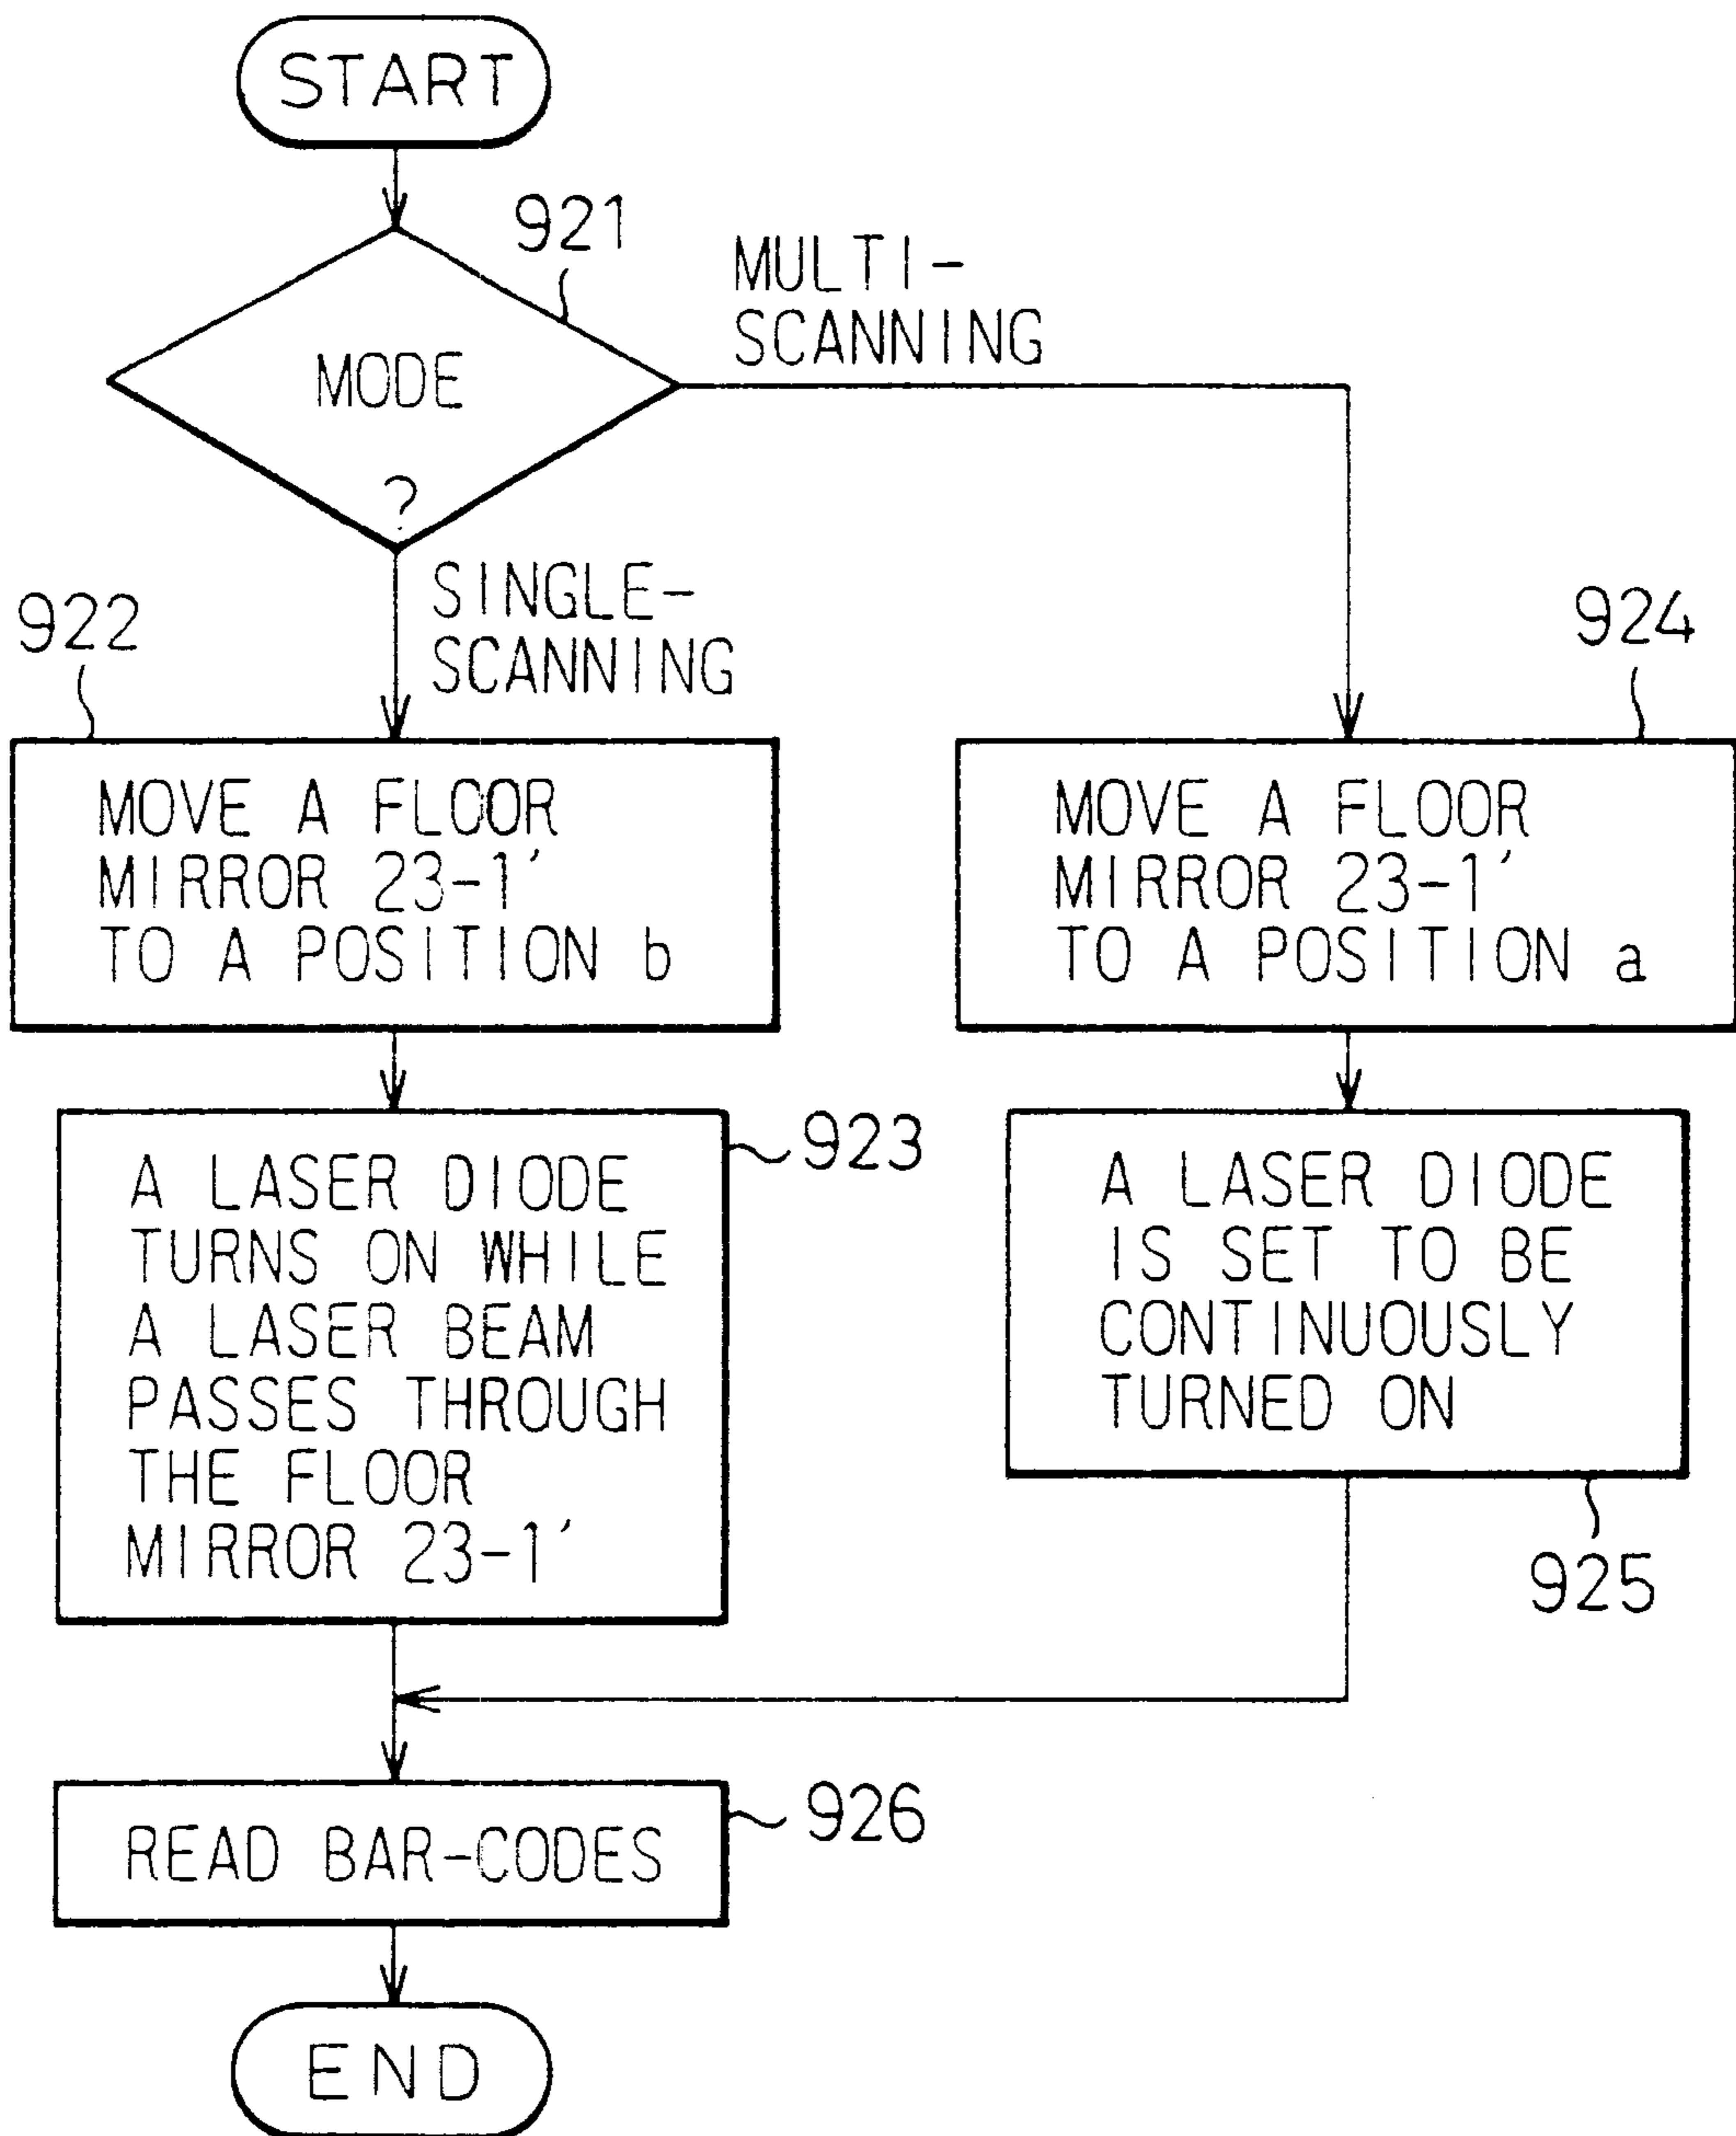 START
921
MODE
?
MULTI-
SCANNING
SINGLE-
SCANNING
922
MOVE A FLOOR
MIRROR 23-1′
TO A POSITION b
924
MOVE A FLOOR
MIRROR 23-1′
TO A POSITION a
923
A LASER DIODE
TURNS ON WHILE
A LASER BEAM
PASSES THROUGH
THE FLOOR
MIRROR 23-1′
A LASER DIODE
IS SET TO BE
CONTINUOUSLY
TURNED ON
925
926
READ BAR-CODES
END